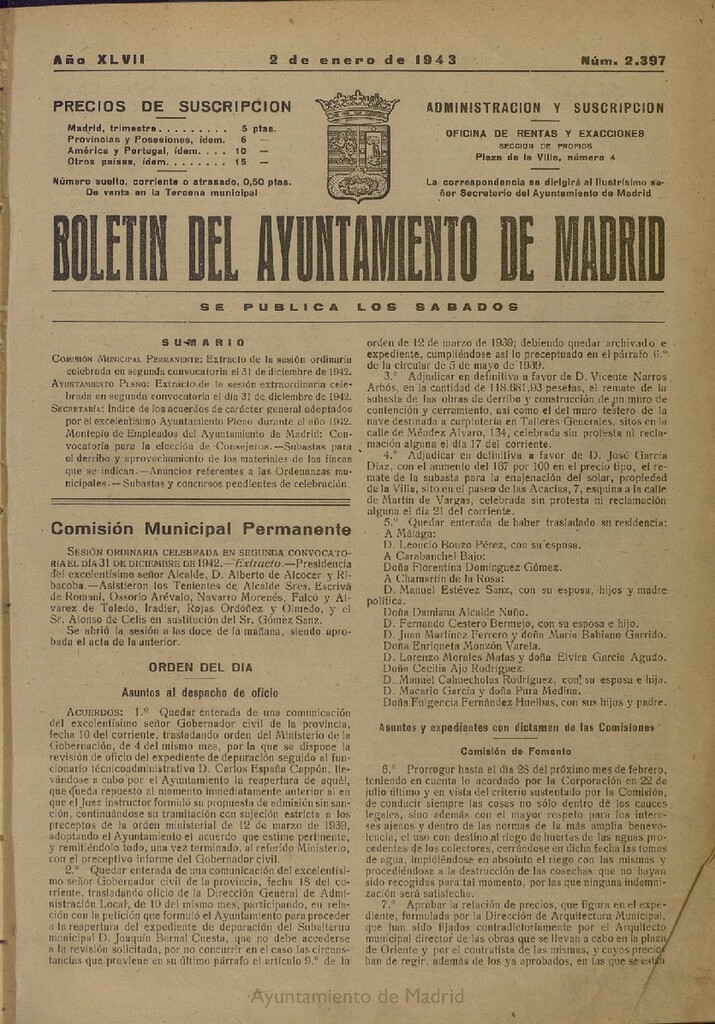 Año XLVII
2 de enero de 1943
Núm. 2.397
PRECIOS DE SUSCRIPCION
Madrid, trimestre......... 5 ptas.
Provincias y Posesiones, ídem. 6 —
América y Portugal, ídem. ... 10 —
Otros países, ídem. ....... 15 —
Número suelto, corriente o atrasado, 0,50 ptas.
De venta en la Tercena municipal
ADMINISTRACION Y SUSCRIPCION
OFICINA DE RENTAS Y EXACCIONES
SECCION DE PROPIOS
Plaza de la Villa, número 4
La correspondencia se dirigirá al Ilustrísimo se-
ñor Secretario del Ayuntamiento de Madrid
BOLETIN DEL AYUNTAMIENTO DE MADRID
SE PUBLICA LOS SABADOS
SUMARIO
COMISIÓN MUNICIPAL PERMANENTE: Extracto de la sesión ordinaria
celebrada en segunda convocatoria el 31 de diciembre de 1942.
AYUNTAMIENTO PLENO: Extracto de la sesión extraordinaria cele-
brada en segunda convocatoria el día 31 de diciembre de 1942.
SECRETARÍA: Indice de los acuerdos de carácter general adoptados
por el excelentísimo Ayuntamiento Pleno durante el año 1942.
Montepío de Empleados del Ayuntamiento de Madrid: Con-
vocatoria para la elección de Consejeros.—Subastas para
el derribo y aprovechamiento de los materiales de las fincas
que se indican.—Anuncios referentes a las Ordenanzas mu-
nicipales.—Subastas y concursos pendientes de celebración.
Comisión Municipal Permanente
SESIÓN ORDINARIA CELEBRADA EN SEGUNDA CONVOCATO-
RIA EL DÍA 31 DE DICIEMBRE DE 1942.—Extracto.—Presidencia
del excelentísimo señor Alcalde, D. Alberto de Alcocer y Ri-
bacoba.—Asistieron los Tenientes de Alcalde Sres. Escrivá
de Romaní, Ossorio Arévalo, Navarro Morenés, Falcó y Al-
varez de Toledo, Iradier, Rojas Ordóñez y Olmedo, y el
Sr. Alonso de Celis en sustitución del Sr. Gómez Sanz.
Se abrió la sesión a las doce de la mañana, siendo apro-
bada el acta de la anterior.
ORDEN DEL DIA
Asuntos al despacho de oficio
ACUERDOS: 1.º Quedar enterada de una comunicación
del excelentísimo señor Gobernador civil de la provincia,
fecha 10 del corriente, trasladando orden del Ministerio de la
Gobernación, de 4 del mismo mes, por la que se dispone la
revisión de oficio del expediente de depuración seguido al fun-
cionario técnicoadministrativo D. Carlos España Cappón, lle-
vándose a cabo por el Ayuntamiento la reapertura de aquél,
que queda repuesto al momento inmediatamente anterior al en
que el Juez instructor formuló su propuesta de admisión sin san-
ción, continuándose su tramitación con sujeción estricta a los
preceptos de la orden ministerial de 12 de marzo de 1939,
adoptando el Ayuntamiento el acuerdo que estime pertinente,
y remitiéndolo todo, una vez terminado, al referido Ministerio,
con el preceptivo informe del Gobernador civil.
2.º Quedar enterada de una comunicación del excelentísi-
mo señor Gobernador civil de la provincia, fecha 18 del co-
rriente, trasladando oficio de la Dirección General de Admi-
nistración Local, de 10 del mismo mes, participando, en rela-
ción con la petición que formuló el Ayuntamiento para proceder
a la reapertura del expediente de depuración del Subalterno
municipal D. Joaquín Bernal Cuesta, que no debe accederse
a la revisión solicitada, por no concurrir en el caso las circuns-
tancias que previene en su último párrafo el artículo 9.º de la
orden de 12 de marzo de 1939; debiendo quedar archivado e
expediente, cumpliéndose así lo preceptuado en el párrafo 6.º
de la circular de 5 de mayo de 1939.
3.º Adjudicar en definitiva a favor de D. Vicente Narros
Arbós, en la cantidad de 118.681,93 pesetas, el remate de la
subasta de las obras de derribo y construcción de un muro de
contención y cerramiento, así como el del muro testero de la
nave destinada a carpintería en Talleres Generales, sitos en la
calle de Méndez Alvaro, 134, celebrada sin protesta ni recla-
mación alguna el día 17 del corriente.
4.º Adjudicar en definitiva a favor de D. José García
Díaz, con el aumento del 167 por 100 en el precio tipo, el re-
mate de la subasta para la enajenación del solar, propiedad
de la Villa, sito en el paseo de las Acacias, 7, esquina a la calle
de Martín de Vargas, celebrada sin protesta ni reclamación
alguna el día 21 del corriente.
5.º Quedar enterada de haber trasladado su residencia:
A Málaga:
D. Leoncio Bouzo Pérez, con su esposa.
A Carabanchel Bajo:
Doña Florentina Domínguez Gómez.
A Chamartín de la Rosa:
D. Manuel Estévez Sanz, con su esposa, hijos y madre
política.
Doña Damiana Alcalde Nuño.
D. Fernando Cestero Bermejo, con su esposa e hijo.
D. Juan Martínez Ferrero y doña María Babiano Garrido.
Doña Enriqueta Monzón Varela.
D. Lorenzo Morales Matas y doña Elvira García Agudo.
Doña Cecilia Ajo Rodríguez.
D. Manuel Cahuecholas Rodríguez, con su esposa e hija.
D. Macario García y doña Pura Medina.
Doña Fulgencia Fernández Huelbas, con sus hijos y padre.
Asuntos y expedientes con dictamen de las Comisiones
Comisión de Fomento
6.º Prorrogar hasta el día 28 del próximo mes de febrero,
teniendo en cuenta lo acordado por la Corporación en 22 de
julio último y en vista del criterio sustentado por la Comisión,
de conducir siempre las cosas no sólo dentro de los cauces
legales, sino además con el mayor respeto para los intere-
ses ajenos y dentro de las normas de la más amplia benevo-
lencia, el uso con destino al riego de huertas de las aguas pro-
cedentes de los colectores, cerrándose en dicha fecha las tomas
de agua, impidiéndose en absoluto el riego con las mismas y
procediéndose a la destrucción de las cosechas que no hayan
sido recogidas para tal momento, por las que ninguna indemni-
zación será satisfecha.
7.º Aprobar la relación de precios, que figura en el expe-
diente, formulada por la Dirección de Arquitectura Municipal,
que han sido fijados contradictoriamente por el Arquitecto
municipal director de las obras que se llevan a cabo en la plaza
de Oriente y por el contratista de las mismas, y cuyos precios
han de regir, además de los ya aprobados, en las que se están
Ayuntamiento de Madrid